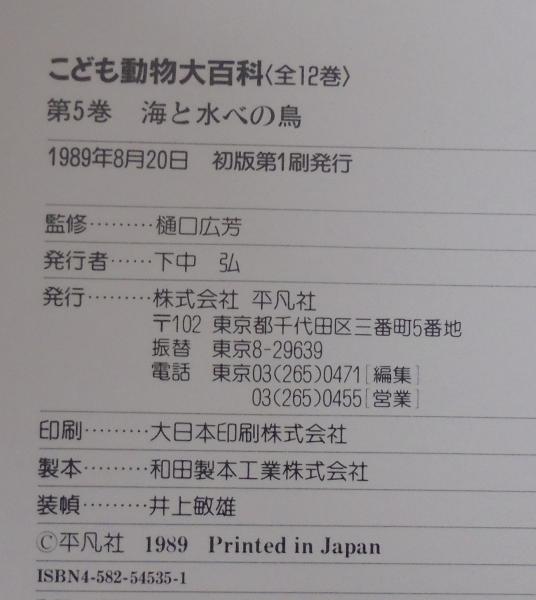 こども動物大百科〈全12巻〉
第5巻　海と水べの鳥
1989年8月20日　初版第1刷発行
監修………樋口広芳
発行者……下中　弘
発行………株式会社 平凡社
〒102 東京都千代田区三番町5番地
振替　東京8-29639
電話　東京03(265)0471[編集]
03(265)0455[営業]
印刷………大日本印刷株式会社
製本………和田製本工業株式会社
装幀………井上敏雄
©平凡社 1989 Printed in Japan
ISBN4-582-54535-1